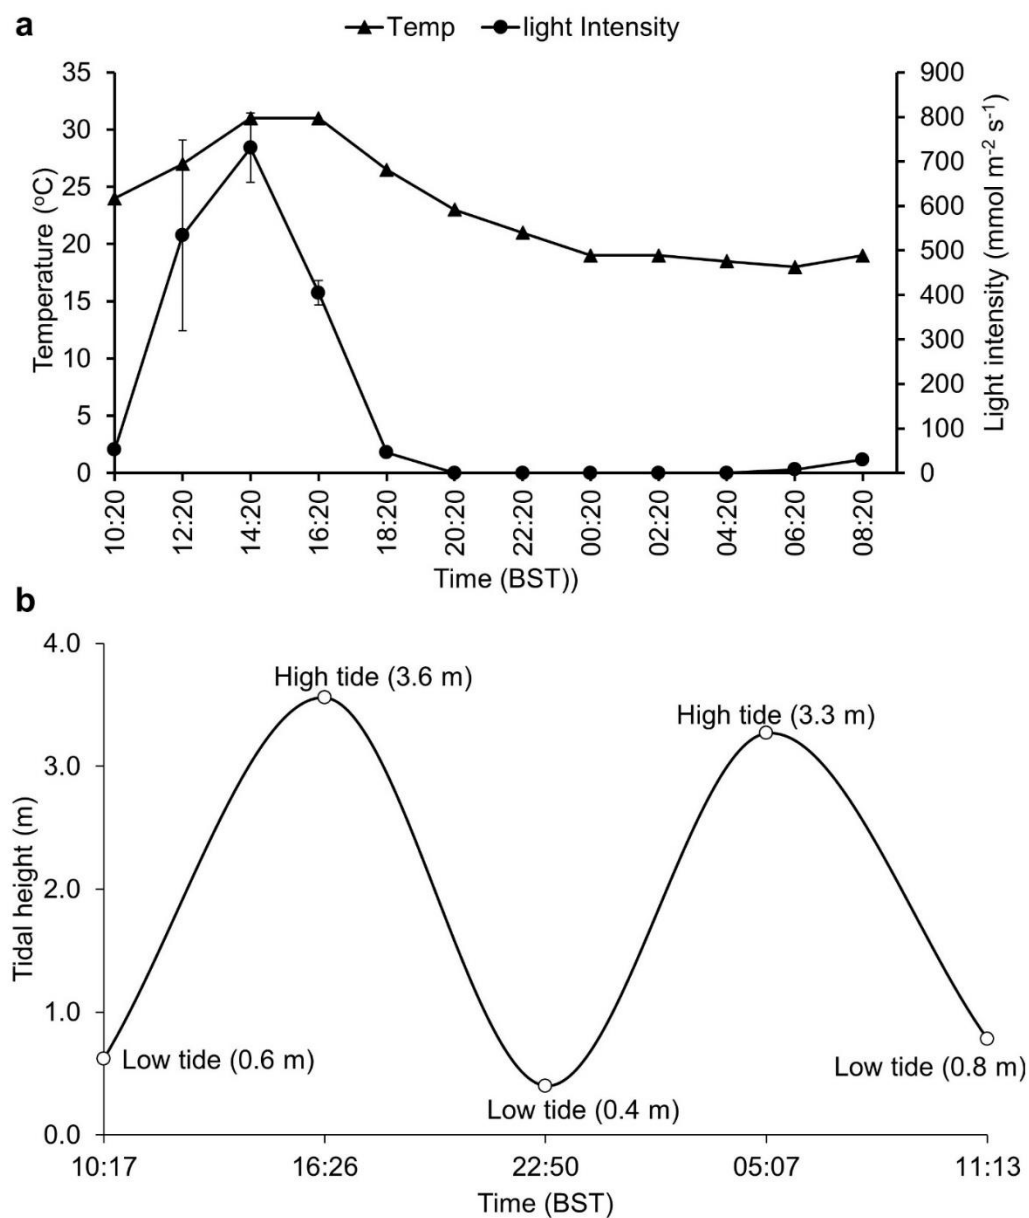 a
Temp light Intensity
Temperature (°C)
35
30
25
20
15
10
5
0
900
800
700
600
500
400
300
200
100
0
Light intensity (mmol m⁻² s⁻¹)
10:20 12:20 14:20 16:20 18:20 20:20 22:20 00:20 02:20 04:20 06:20 08:20
Time (BST))
b
Tidal height (m)
4.0
3.0
2.0
1.0
0.0
High tide (3.6 m)
High tide (3.3 m)
Low tide (0.6 m)
Low tide (0.4 m)
Low tide (0.8 m)
10:17 16:26 22:50 05:07 11:13
Time (BST)